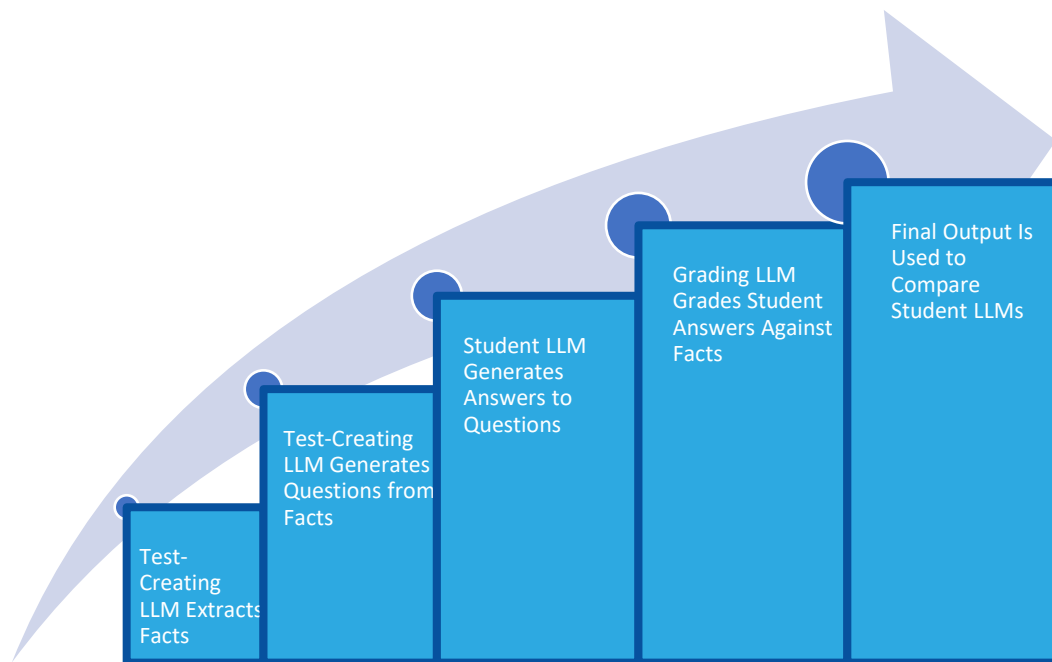 Test-
Creating
LLM Extracts
Facts
Test-Creating
LLM Generates
Questions from
Facts
Student LLM
Generates
Answers to
Questions
Grading LLM
Grades Student
Answers Against
Facts
Final Output Is
Used to
Compare
Student LLMs